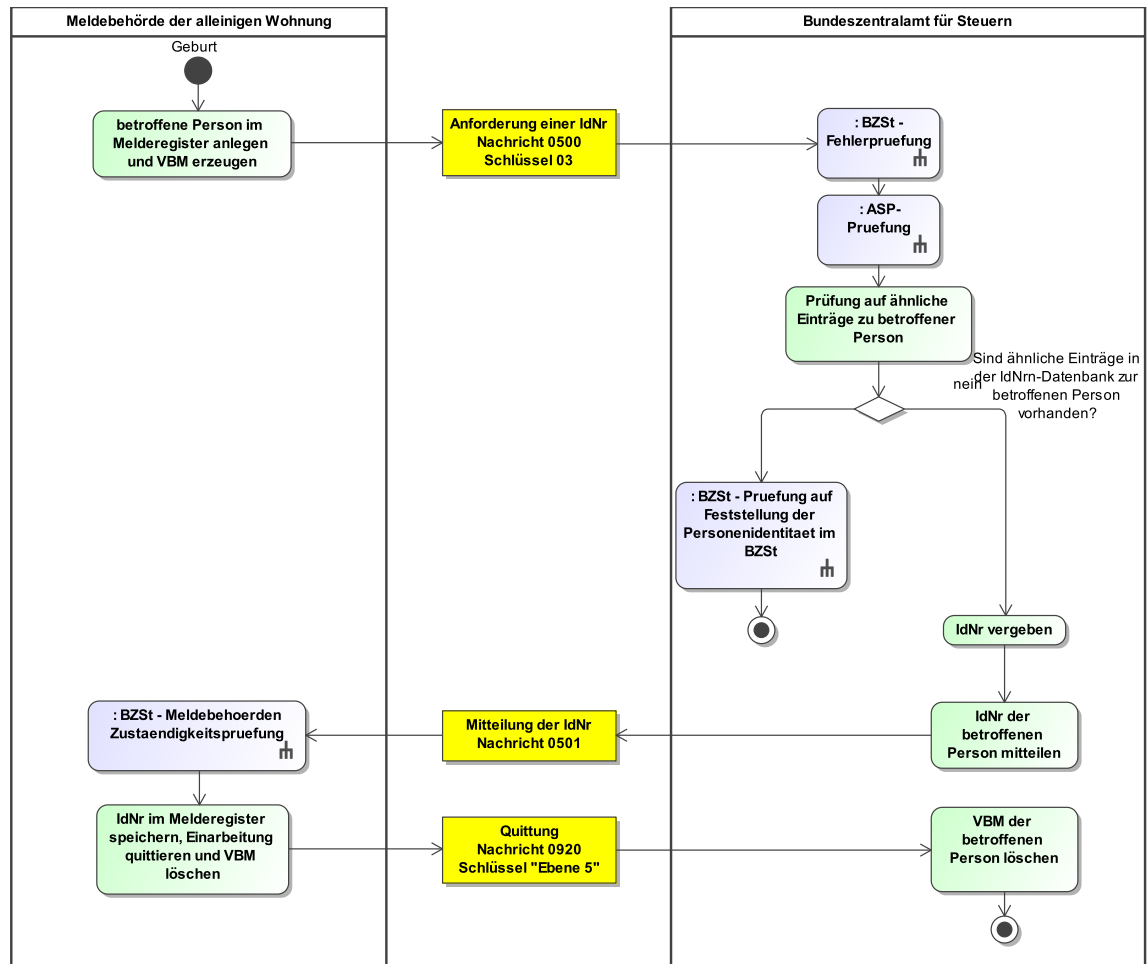 Meldebehörde der alleinigen Wohnung
Bundeszentralamt für Steuern
Geburt
betroffene Person im
Melderegister anlegen
und VBM erzeugen
Anforderung einer IdNr
Nachricht 0500
Schlüssel 03
: BZSt -
Fehlerpruefung
: ASP-
Pruefung
Prüfung auf ähnliche
Einträge zu betroffener
Person
Sind ähnliche Einträge in
der IdNrn-Datenbank zur
betroffenen Person
vorhanden?
nein
: BZSt - Pruefung auf
Feststellung der
Personenidentitaet im
BZSt
IdNr vergeben
IdNr der
betroffenen
Person mitteilen
Mitteilung der IdNr
Nachricht 0501
: BZSt - Meldebehoerden
Zustaendigkeitspruefung
IdNr im Melderegister
speichern, Einarbeitung
quittieren und VBM
löschen
Quittung
Nachricht 0920
Schlüssel "Ebene 5"
VBM der
betroffenen
Person löschen